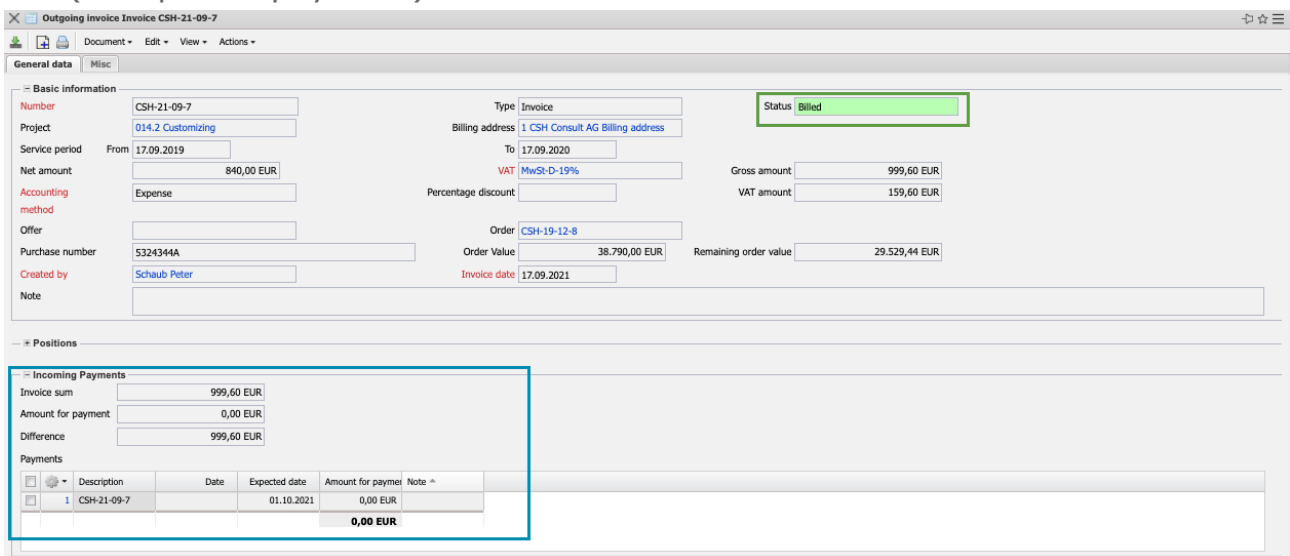 Outgoing invoice Invoice CSH-21-09-7
Document Edit View Actions
General data Misc
Basic information
Number CSH-21-09-7 Type Invoice Status Billed
Project 014.2 Customizing Billing address 1 CSH Consult AG Billing address
Service period From 17.09.2019 To 17.09.2020
Net amount 840,00 EUR VAT MwSt-D-19% Gross amount 999,60 EUR
Accounting method Expense Percentage discount VAT amount 159,60 EUR
Offer Order CSH-19-12-8
Purchase number 5324344A Order Value 38.790,00 EUR Remaining order value 29.529,44 EUR
Created by Schaub Peter Invoice date 17.09.2021
Note
Positions
Incoming Payments
Invoice sum 999,60 EUR
Amount for payment 0,00 EUR
Difference 999,60 EUR
Payments
Description Date Expected date Amount for paymer Note
1 CSH-21-09-7 01.10.2021 0,00 EUR
0,00 EUR